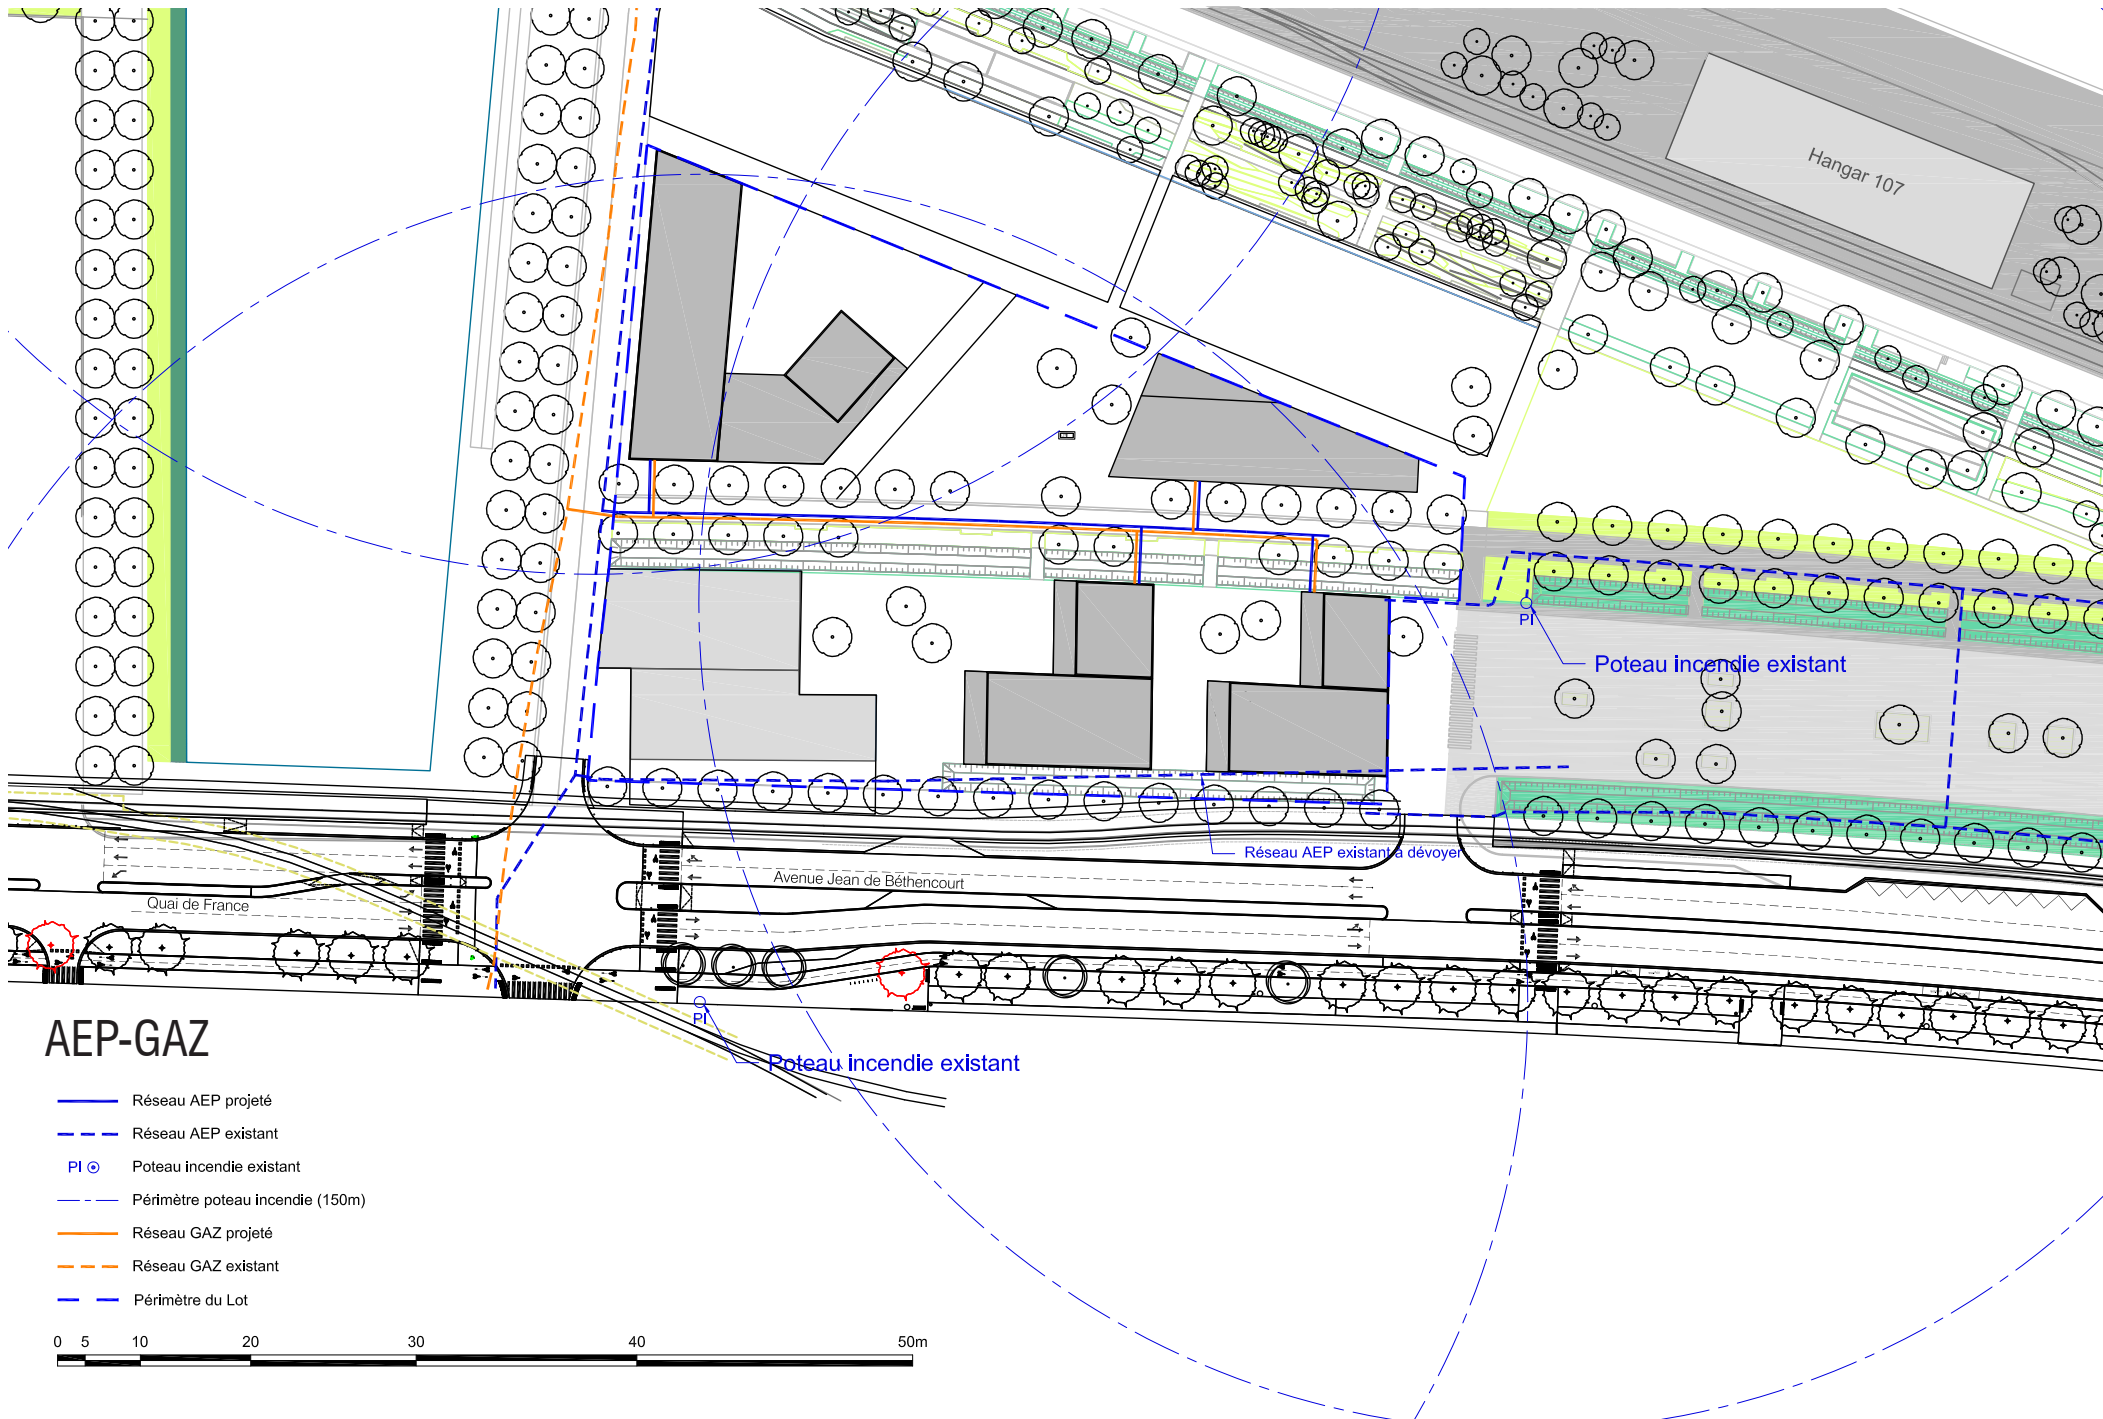 Hangar 107
PI
Poteau incendie existant
Réseau AEP existant à dévoyer
Avenue Jean de Béthencourt
Quai de France
PI
Poteau incendie existant
AEP-GAZ
Réseau AEP projeté
Réseau AEP existant
PI Poteau incendie existant
Périmètre poteau incendie (150m)
Réseau GAZ projeté
Réseau GAZ existant
Périmètre du Lot
0 5 10 20 30 40 50m